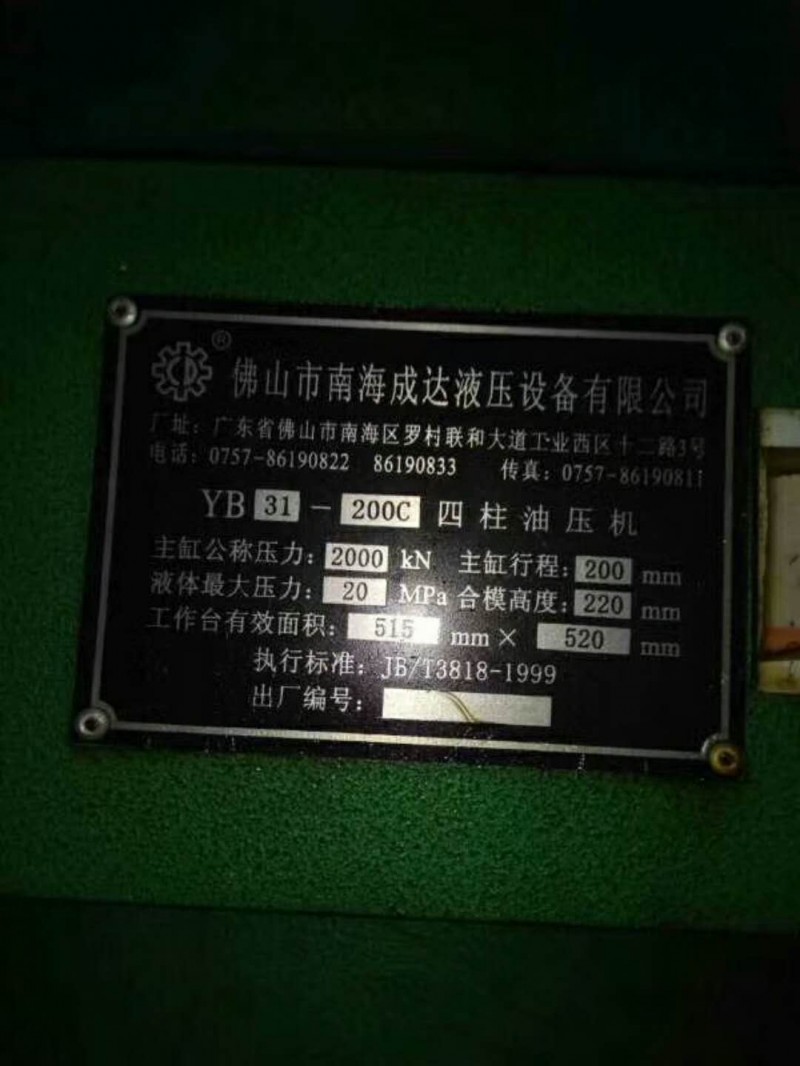 ®
佛山市南海成达液压设备有限公司
厂址：广东省佛山市南海区罗村联和大道工业西区十二路3号
电话：0757-86190822 86190833 传真：0757-86190811
YB 31 - 200C 四柱油压机
主缸公称压力：2000 kN 主缸行程：200 mm
液体最大压力：20 MPa 合模高度：220 mm
工作台有效面积：515 mm × 520 mm
执行标准：JB/T3818-1999
出厂编号：